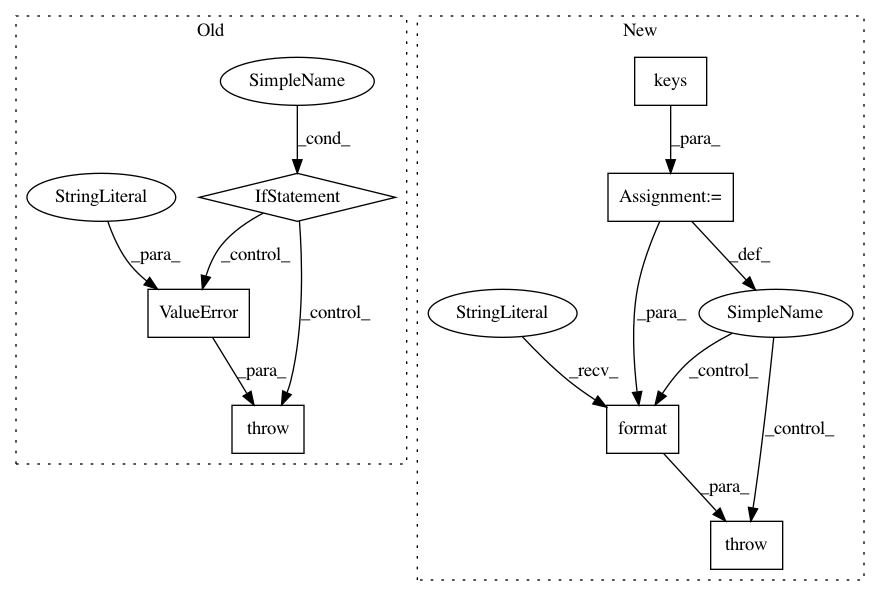 Old
New
SimpleName
keys
_cond_
_para_
StringLiteral
IfStatement
Assignment:=
_para_
_control_
_def_
_control_
ValueError
StringLiteral
_para_
SimpleName
_para_
_recv_
_control_
throw
format
_control_
_para_
throw